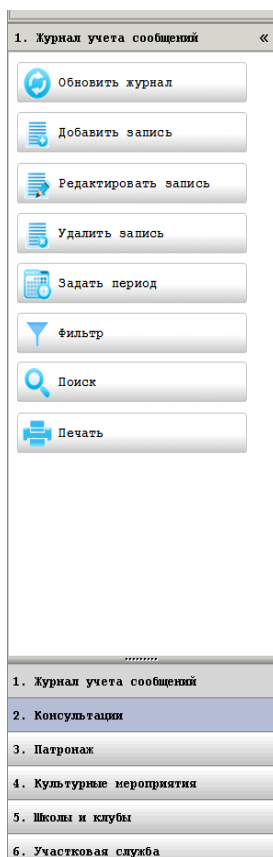 1. Журнал учета сообщений «
Обновить журнал
Добавить запись
Редактировать запись
Удалить запись
Задать период
Фильтр
Поиск
Печать
1. Журнал учета сообщений
2. Консультации
3. Патронаж
4. Культурные мероприятия
5. Школы и клубы
6. Участковая служба